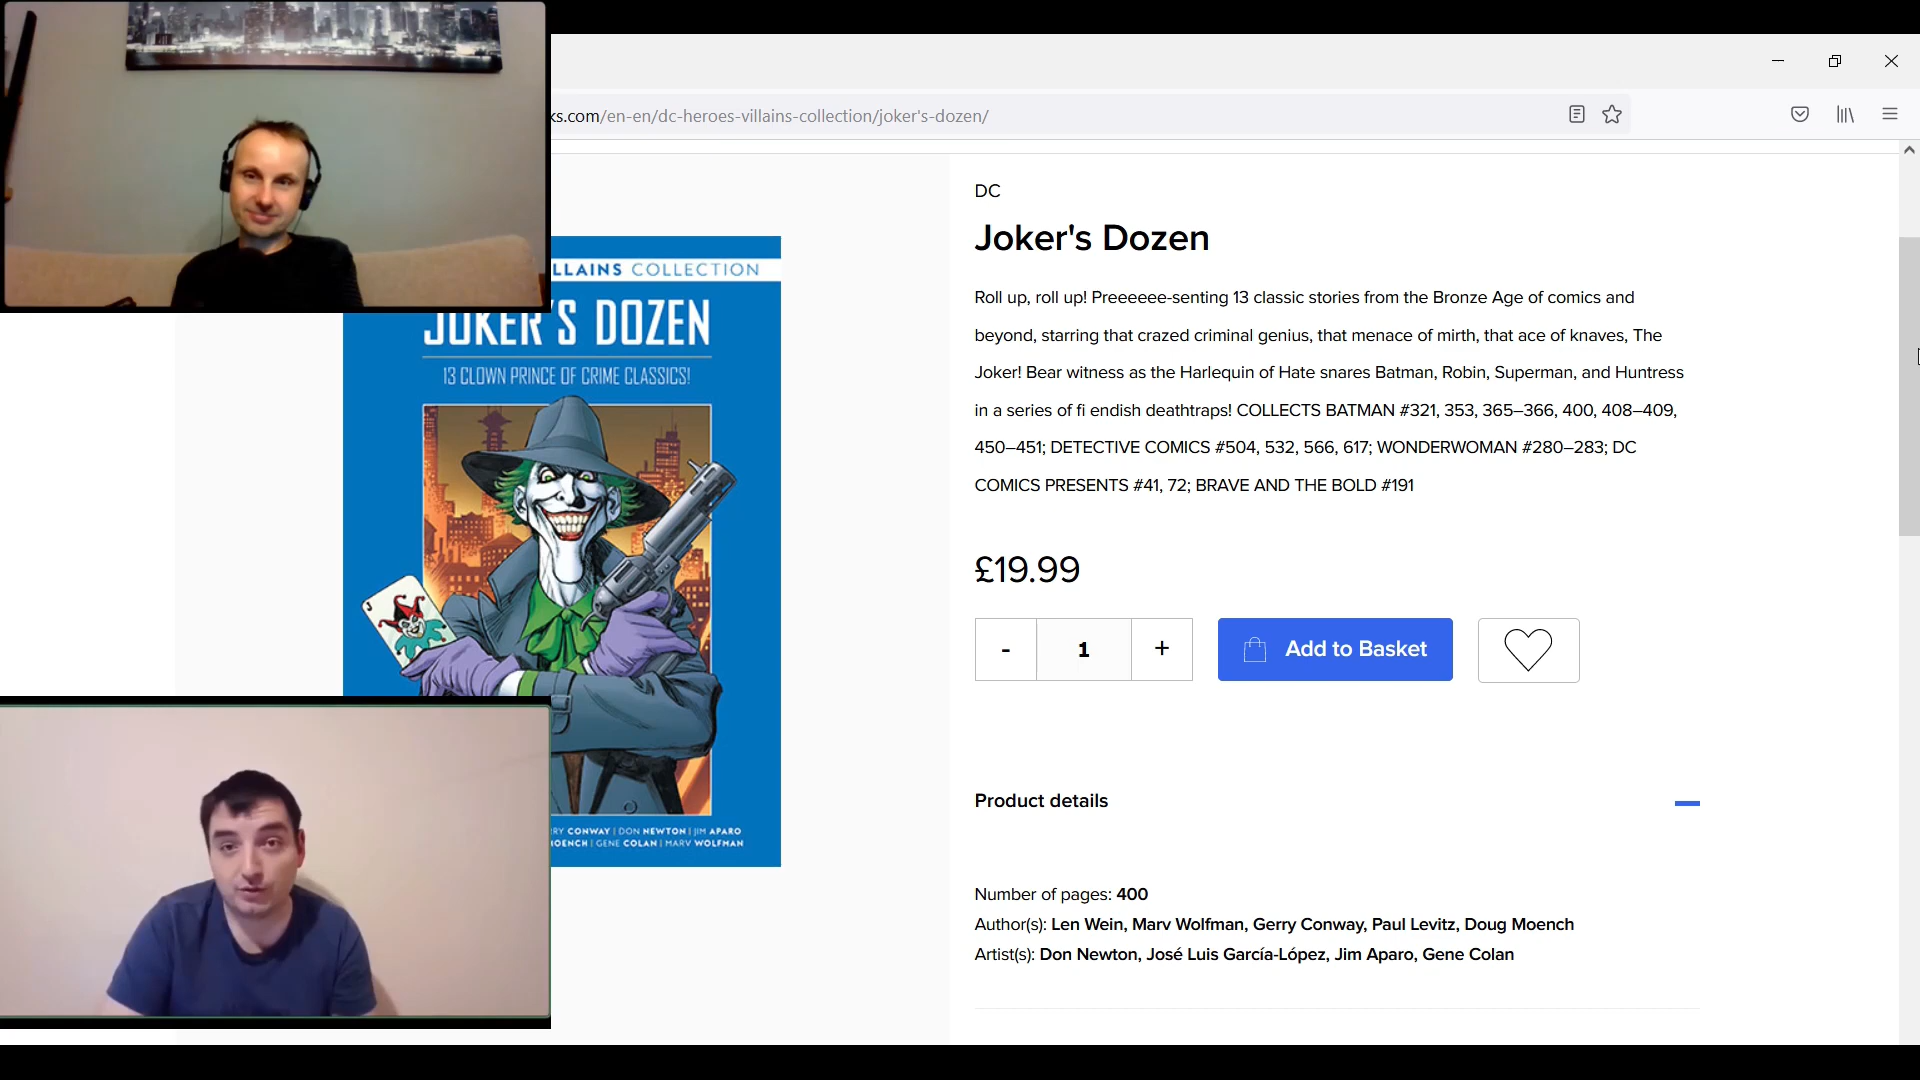 ks.com/en-en/dc-heroes-villains-collection/joker's-dozen/
LLAINS COLLECTION
JOKER'S DOZEN
13 CLOWN PRINCE OF CRIME CLASSICS!
J
RY CONWAY | DON NEWTON | JIM APARO
MOENCH | GENE COLAN | MARV WOLFMAN
DC
Joker's Dozen
Roll up, roll up! Preeeeee-senting 13 classic stories from the Bronze Age of comics and
beyond, starring that crazed criminal genius, that menace of mirth, that ace of knaves, The
Joker! Bear witness as the Harlequin of Hate snares Batman, Robin, Superman, and Huntress
in a series of fi endish deathtraps! COLLECTS BATMAN #321, 353, 365–366, 400, 408–409,
450–451; DETECTIVE COMICS #504, 532, 566, 617; WONDERWOMAN #280–283; DC
COMICS PRESENTS #41, 72; BRAVE AND THE BOLD #191
£19.99
- 1 +
Add to Basket
Product details
Number of pages: 400
Author(s): Len Wein, Marv Wolfman, Gerry Conway, Paul Levitz, Doug Moench
Artist(s): Don Newton, José Luis García-López, Jim Aparo, Gene Colan